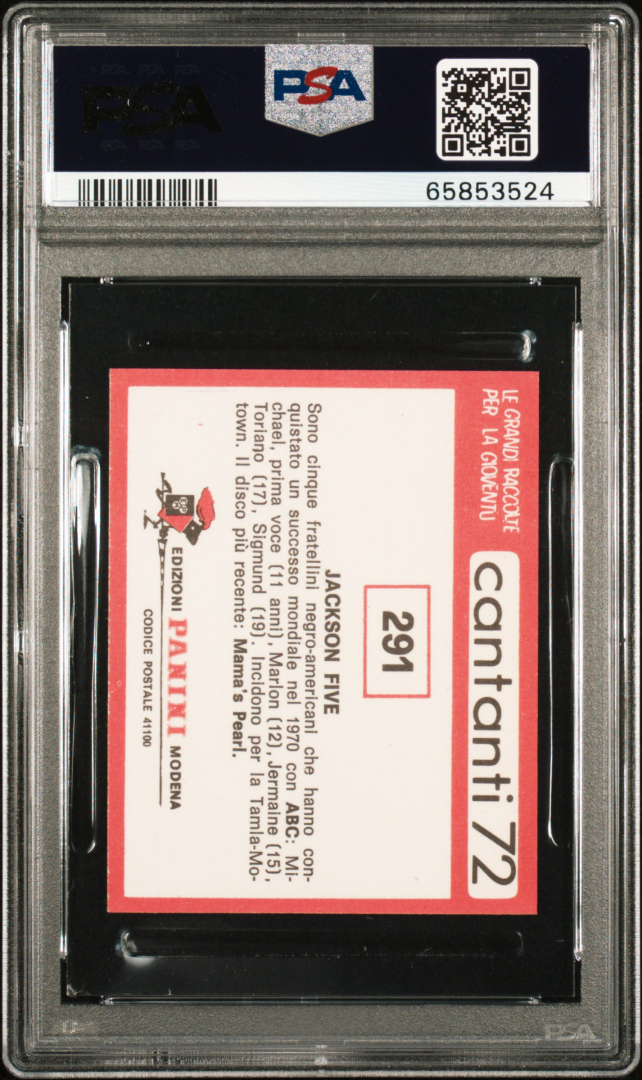 PSA
PSA
65853524
LE GRANDI RACCOLTE
PER LA GIOVENTÙ
cantanti 72
291
JACKSON FIVE
Sono cinque fratellini negro-americani che hanno con-
quistato un successo mondiale nel 1970 con ABC: Mi-
chael, prima voce (11 anni), Marlon (12), Jermaine (15),
Toriano (17), Sigmund (19). Incidono per la Tamla-Mo-
town. Il disco più recente: Mama's Pearl.
EDIZIONI PANINI MODENA
CODICE POSTALE 41100
PSA